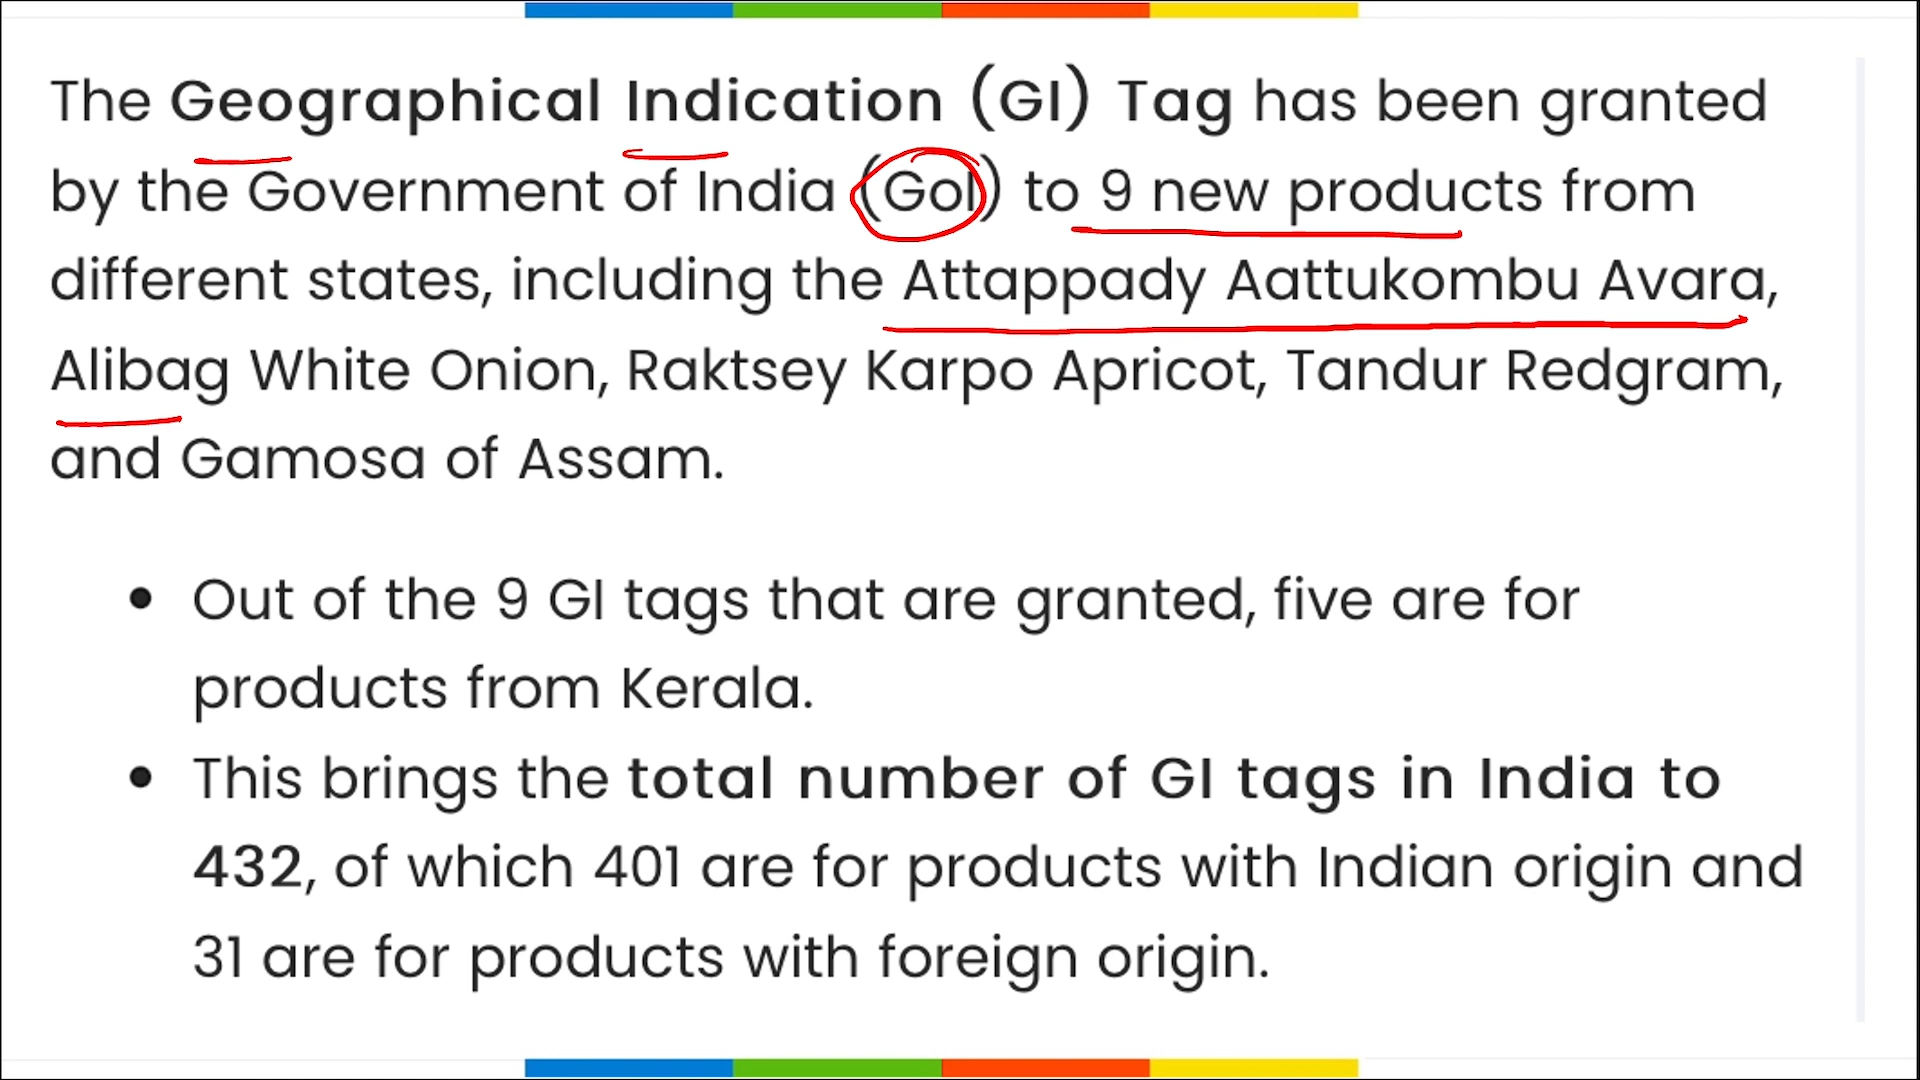 The Geographical Indication (GI) Tag has been granted
by the Government of India (GoI) to 9 new products from
different states, including the Attappady Aattukombu Avara,
Alibag White Onion, Raktsey Karpo Apricot, Tandur Redgram,
and Gamosa of Assam.
• Out of the 9 GI tags that are granted, five are for
products from Kerala.
• This brings the total number of GI tags in India to
432, of which 401 are for products with Indian origin and
31 are for products with foreign origin.